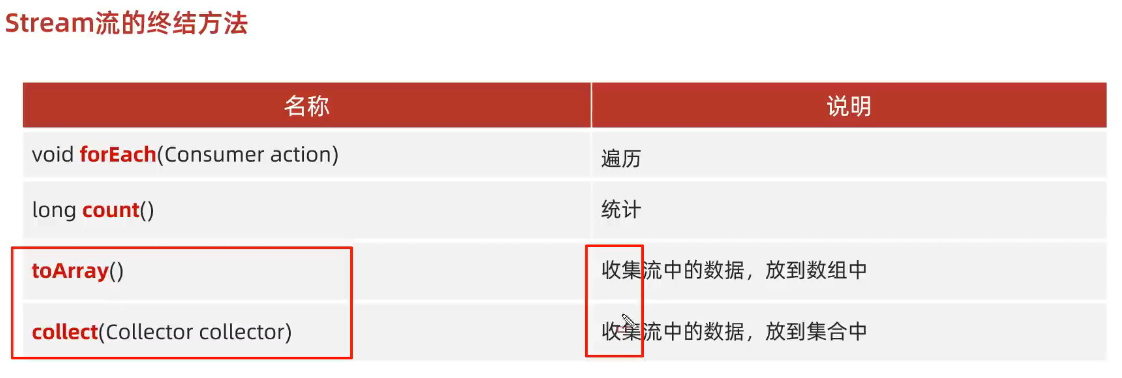 Stream流的终结方法
名称 说明
void forEach(Consumer action) 遍历
long count() 统计
toArray() 收集流中的数据，放到数组中
collect(Collector collector) 收集流中的数据，放到集合中